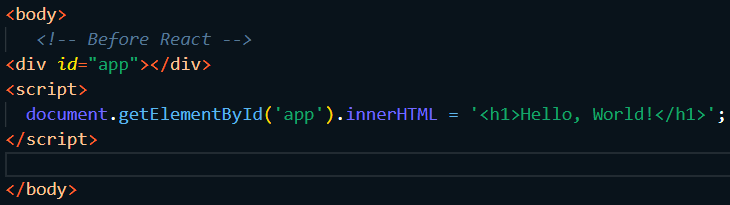 <body>
<!-- Before React -->
<div id="app"></div>
<script>
document.getElementById('app').innerHTML = '<h1>Hello, World!</h1>';
</script>
</body>